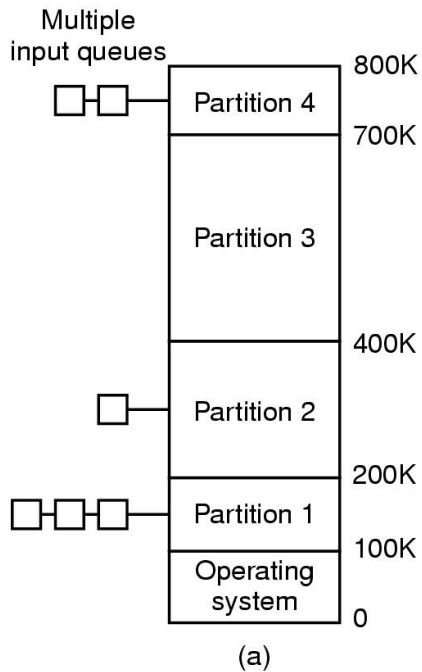 Multiple
input queues
800K
Partition 4
700K
Partition 3
400K
Partition 2
200K
Partition 1
100K
Operating
system
0
(a)